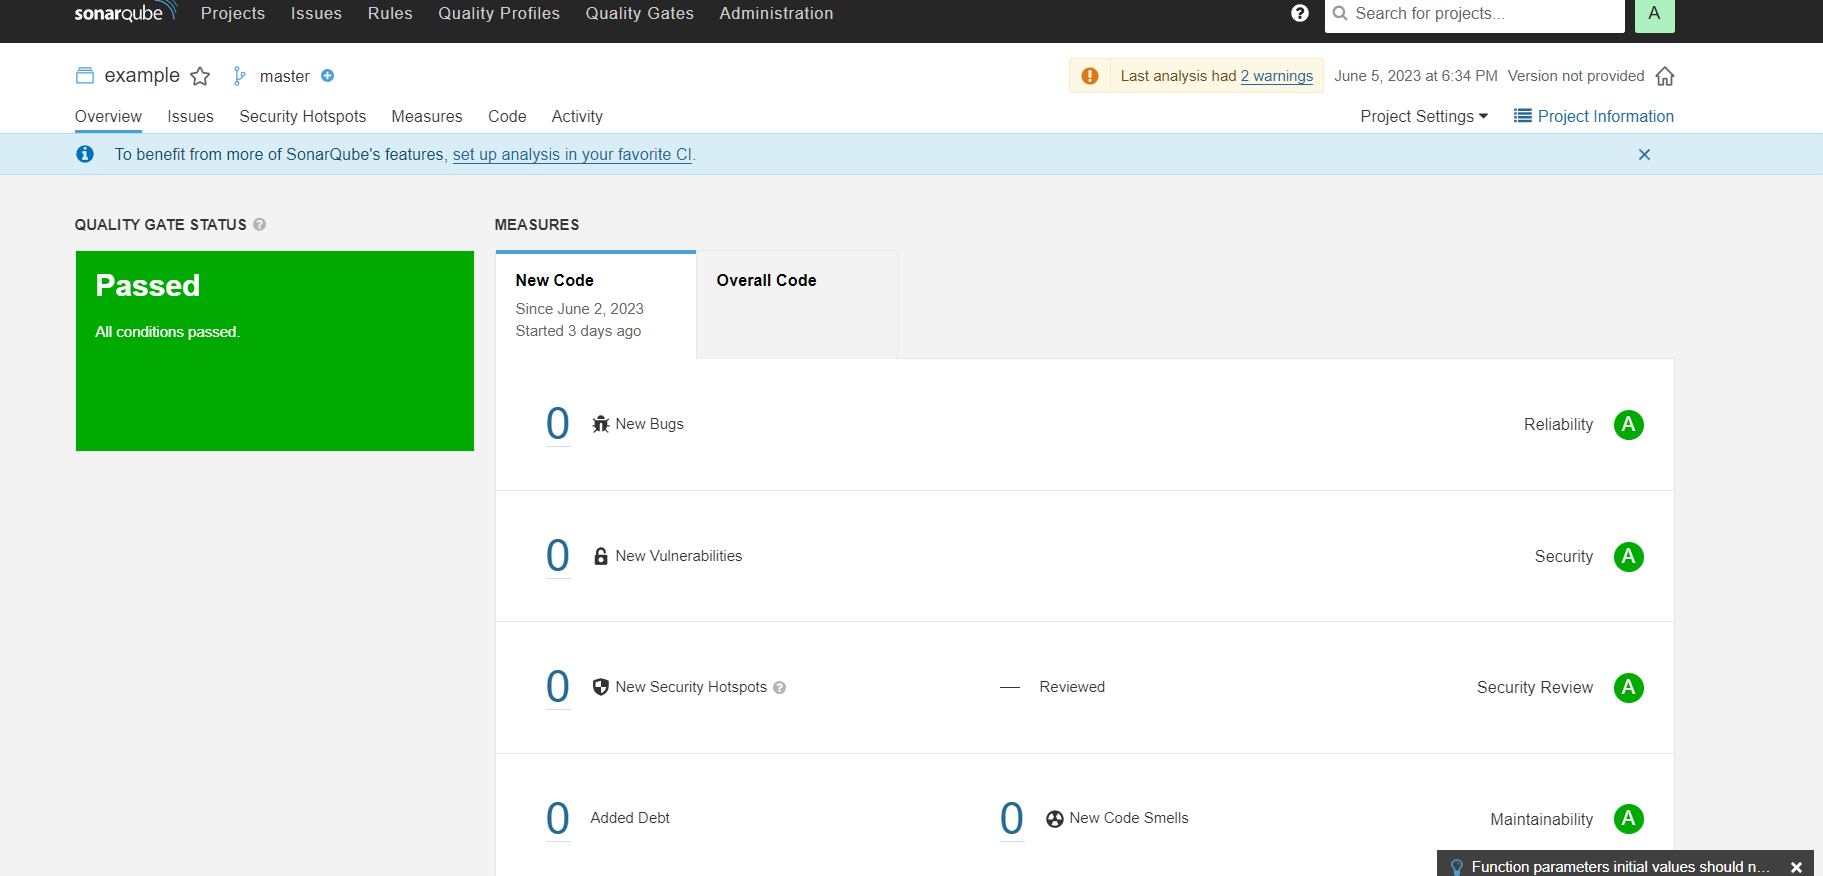 sonarqube Projects Issues Rules Quality Profiles Quality Gates Administration ? Search for projects... A
example master Last analysis had 2 warnings June 5, 2023 at 6:34 PM Version not provided
Overview Issues Security Hotspots Measures Code Activity Project Settings Project Information
To benefit from more of SonarQube's features, set up analysis in your favorite CI.
QUALITY GATE STATUS ? MEASURES
Passed
All conditions passed.
New Code Overall Code
Since June 2, 2023
Started 3 days ago
0 New Bugs Reliability A
0 New Vulnerabilities Security A
0 New Security Hotspots ? — Reviewed Security Review A
0 Added Debt 0 New Code Smells Maintainability A
Function parameters initial values should n...